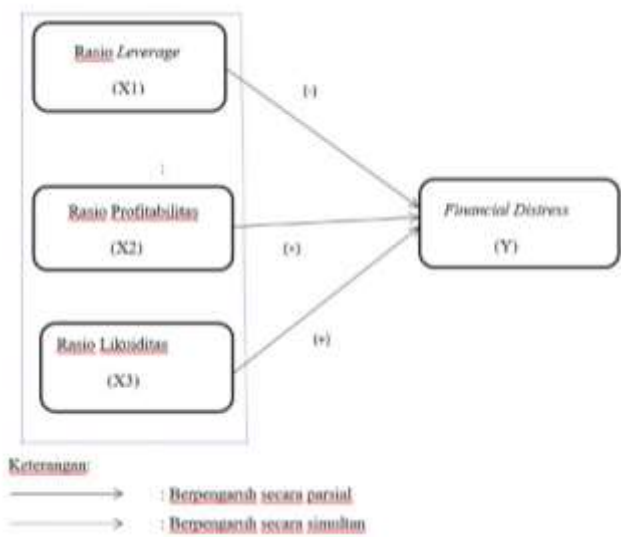 Rasio Leverage
(X1)
(-)
:
Rasio Profitabilitas
(X2)
(+)
Financial Distress
(Y)
Rasio Likuiditas
(X3)
(+)
Keterangan:
: Berpengaruh secara parsial
: Berpengaruh secara simultan